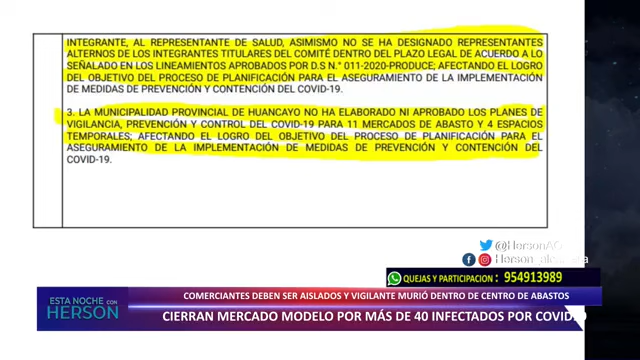 INTEGRANTE, AL REPRESENTANTE DE SALUD, ASIMISMO NO SE HA DESIGNADO REPRESENTANTES
ALTERNOS DE LOS INTEGRANTES TITULARES DEL COMITÉ DENTRO DEL PLAZO LEGAL DE ACUERDO A LO
SEÑALADO EN LOS LINEAMIENTOS APROBADOS POR D.S N.° 011-2020-PRODUCE; AFECTANDO EL LOGRO
DEL OBJETIVO DEL PROCESO DE PLANIFICACIÓN PARA EL ASEGURAMIENTO DE LA IMPLEMENTACIÓN
DE MEDIDAS DE PREVENCIÓN Y CONTENCIÓN DEL COVID-19.
3. LA MUNICIPALIDAD PROVINCIAL DE HUANCAYO NO HA ELABORADO NI APROBADO LOS PLANES DE
VIGILANCIA, PREVENCIÓN Y CONTROL DEL COVID-19 PARA 11 MERCADOS DE ABASTO Y 4 ESPACIOS
TEMPORALES; AFECTANDO EL LOGRO DEL OBJETIVO DEL PROCESO DE PLANIFICACIÓN PARA EL
ASEGURAMIENTO DE LA IMPLEMENTACIÓN DE MEDIDAS DE PREVENCIÓN Y CONTENCIÓN DEL
COVID-19.
QUEJAS Y PARTICIPACION : 954913989
COMERCIANTES DEBEN SER AISLADOS Y VIGILANTE MURIÓ DENTRO DE CENTRO DE ABASTOS
ESTA NOCHE CON
HERSON
CIERRAN MERCADO MODELO POR MÁS DE 40 INFECTADOS POR